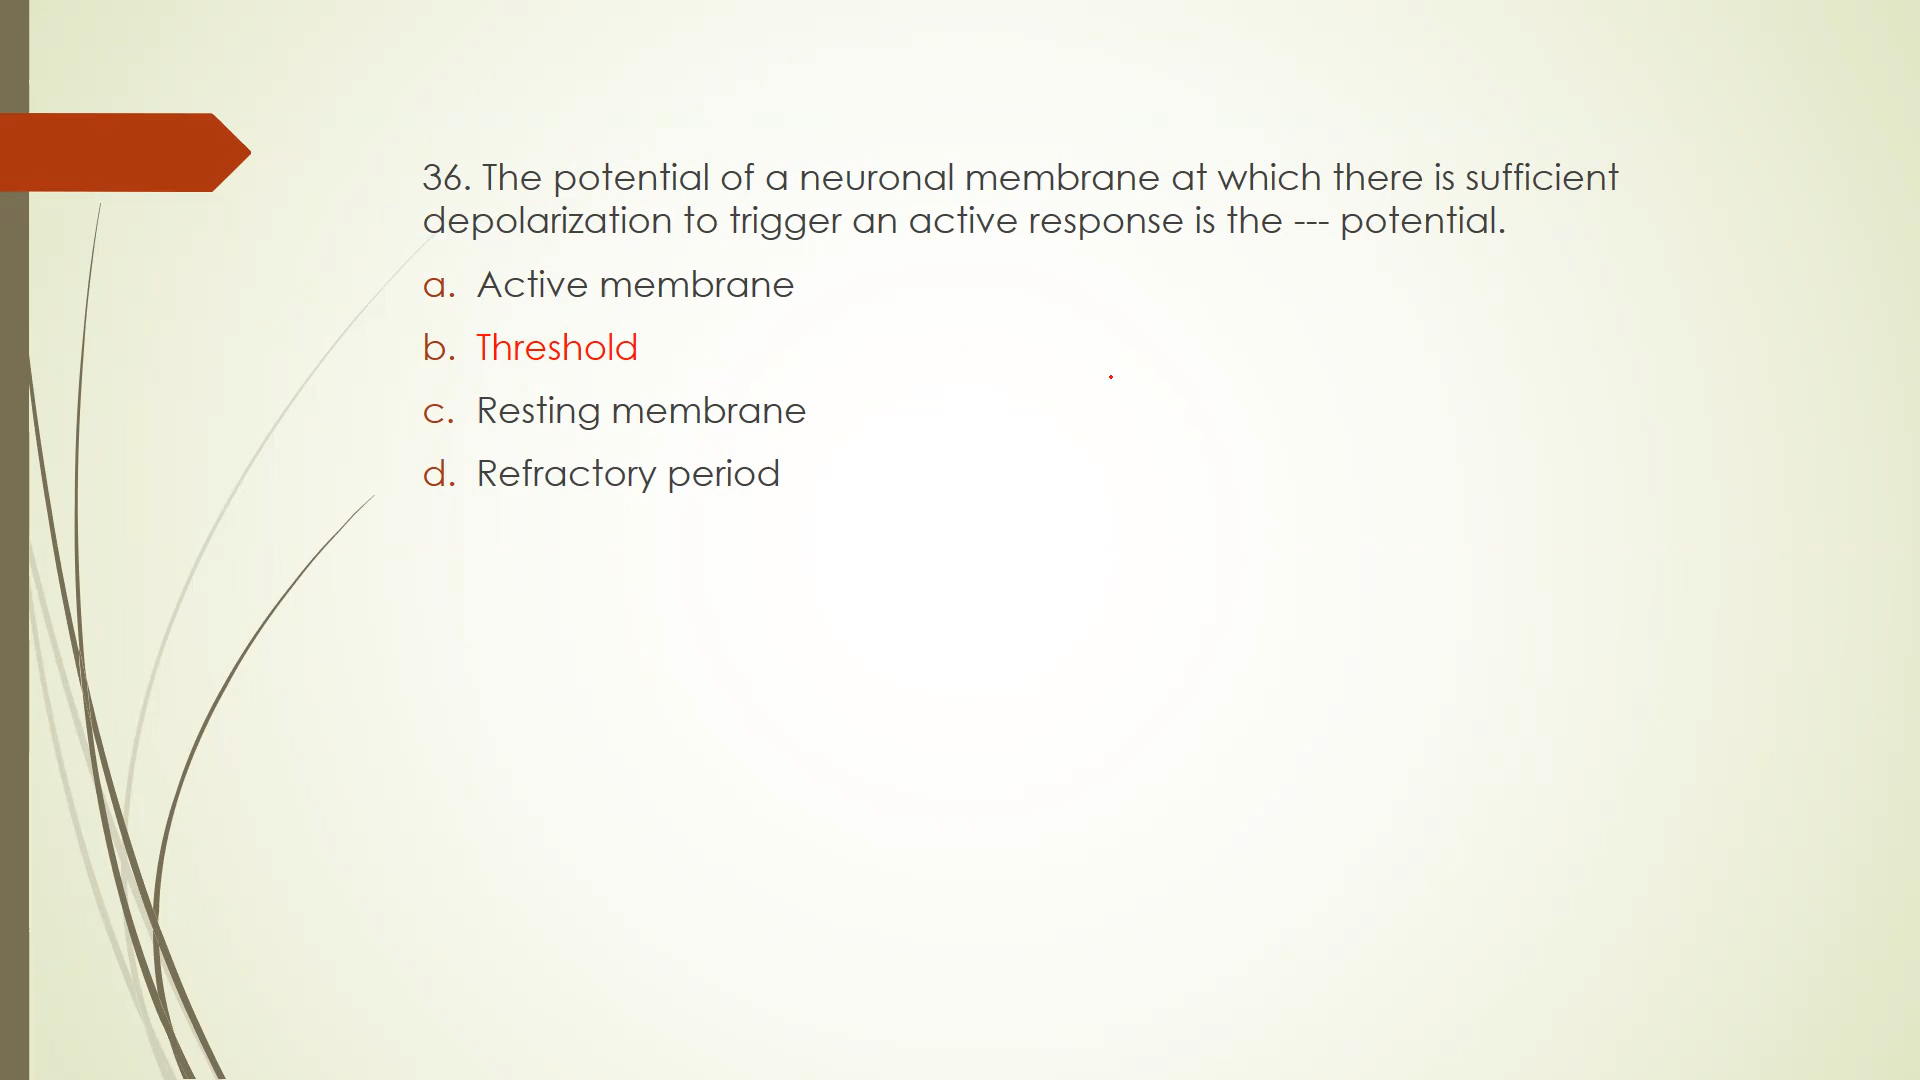 36. The potential of a neuronal membrane at which there is sufficient
depolarization to trigger an active response is the --- potential.
a. Active membrane
b. Threshold
c. Resting membrane
d. Refractory period